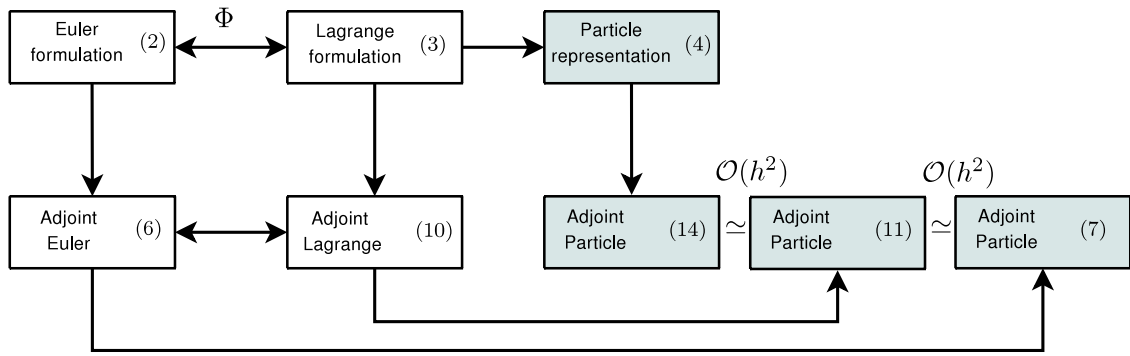 Euler
formulation
(2)
Φ
Lagrange
formulation
(3)
Particle
representation
(4)
Adjoint
Euler
(6)
Adjoint
Lagrange
(10)
Adjoint
Particle
(14)
𝒪(h²)
≃
Adjoint
Particle
(11)
𝒪(h²)
≃
Adjoint
Particle
(7)